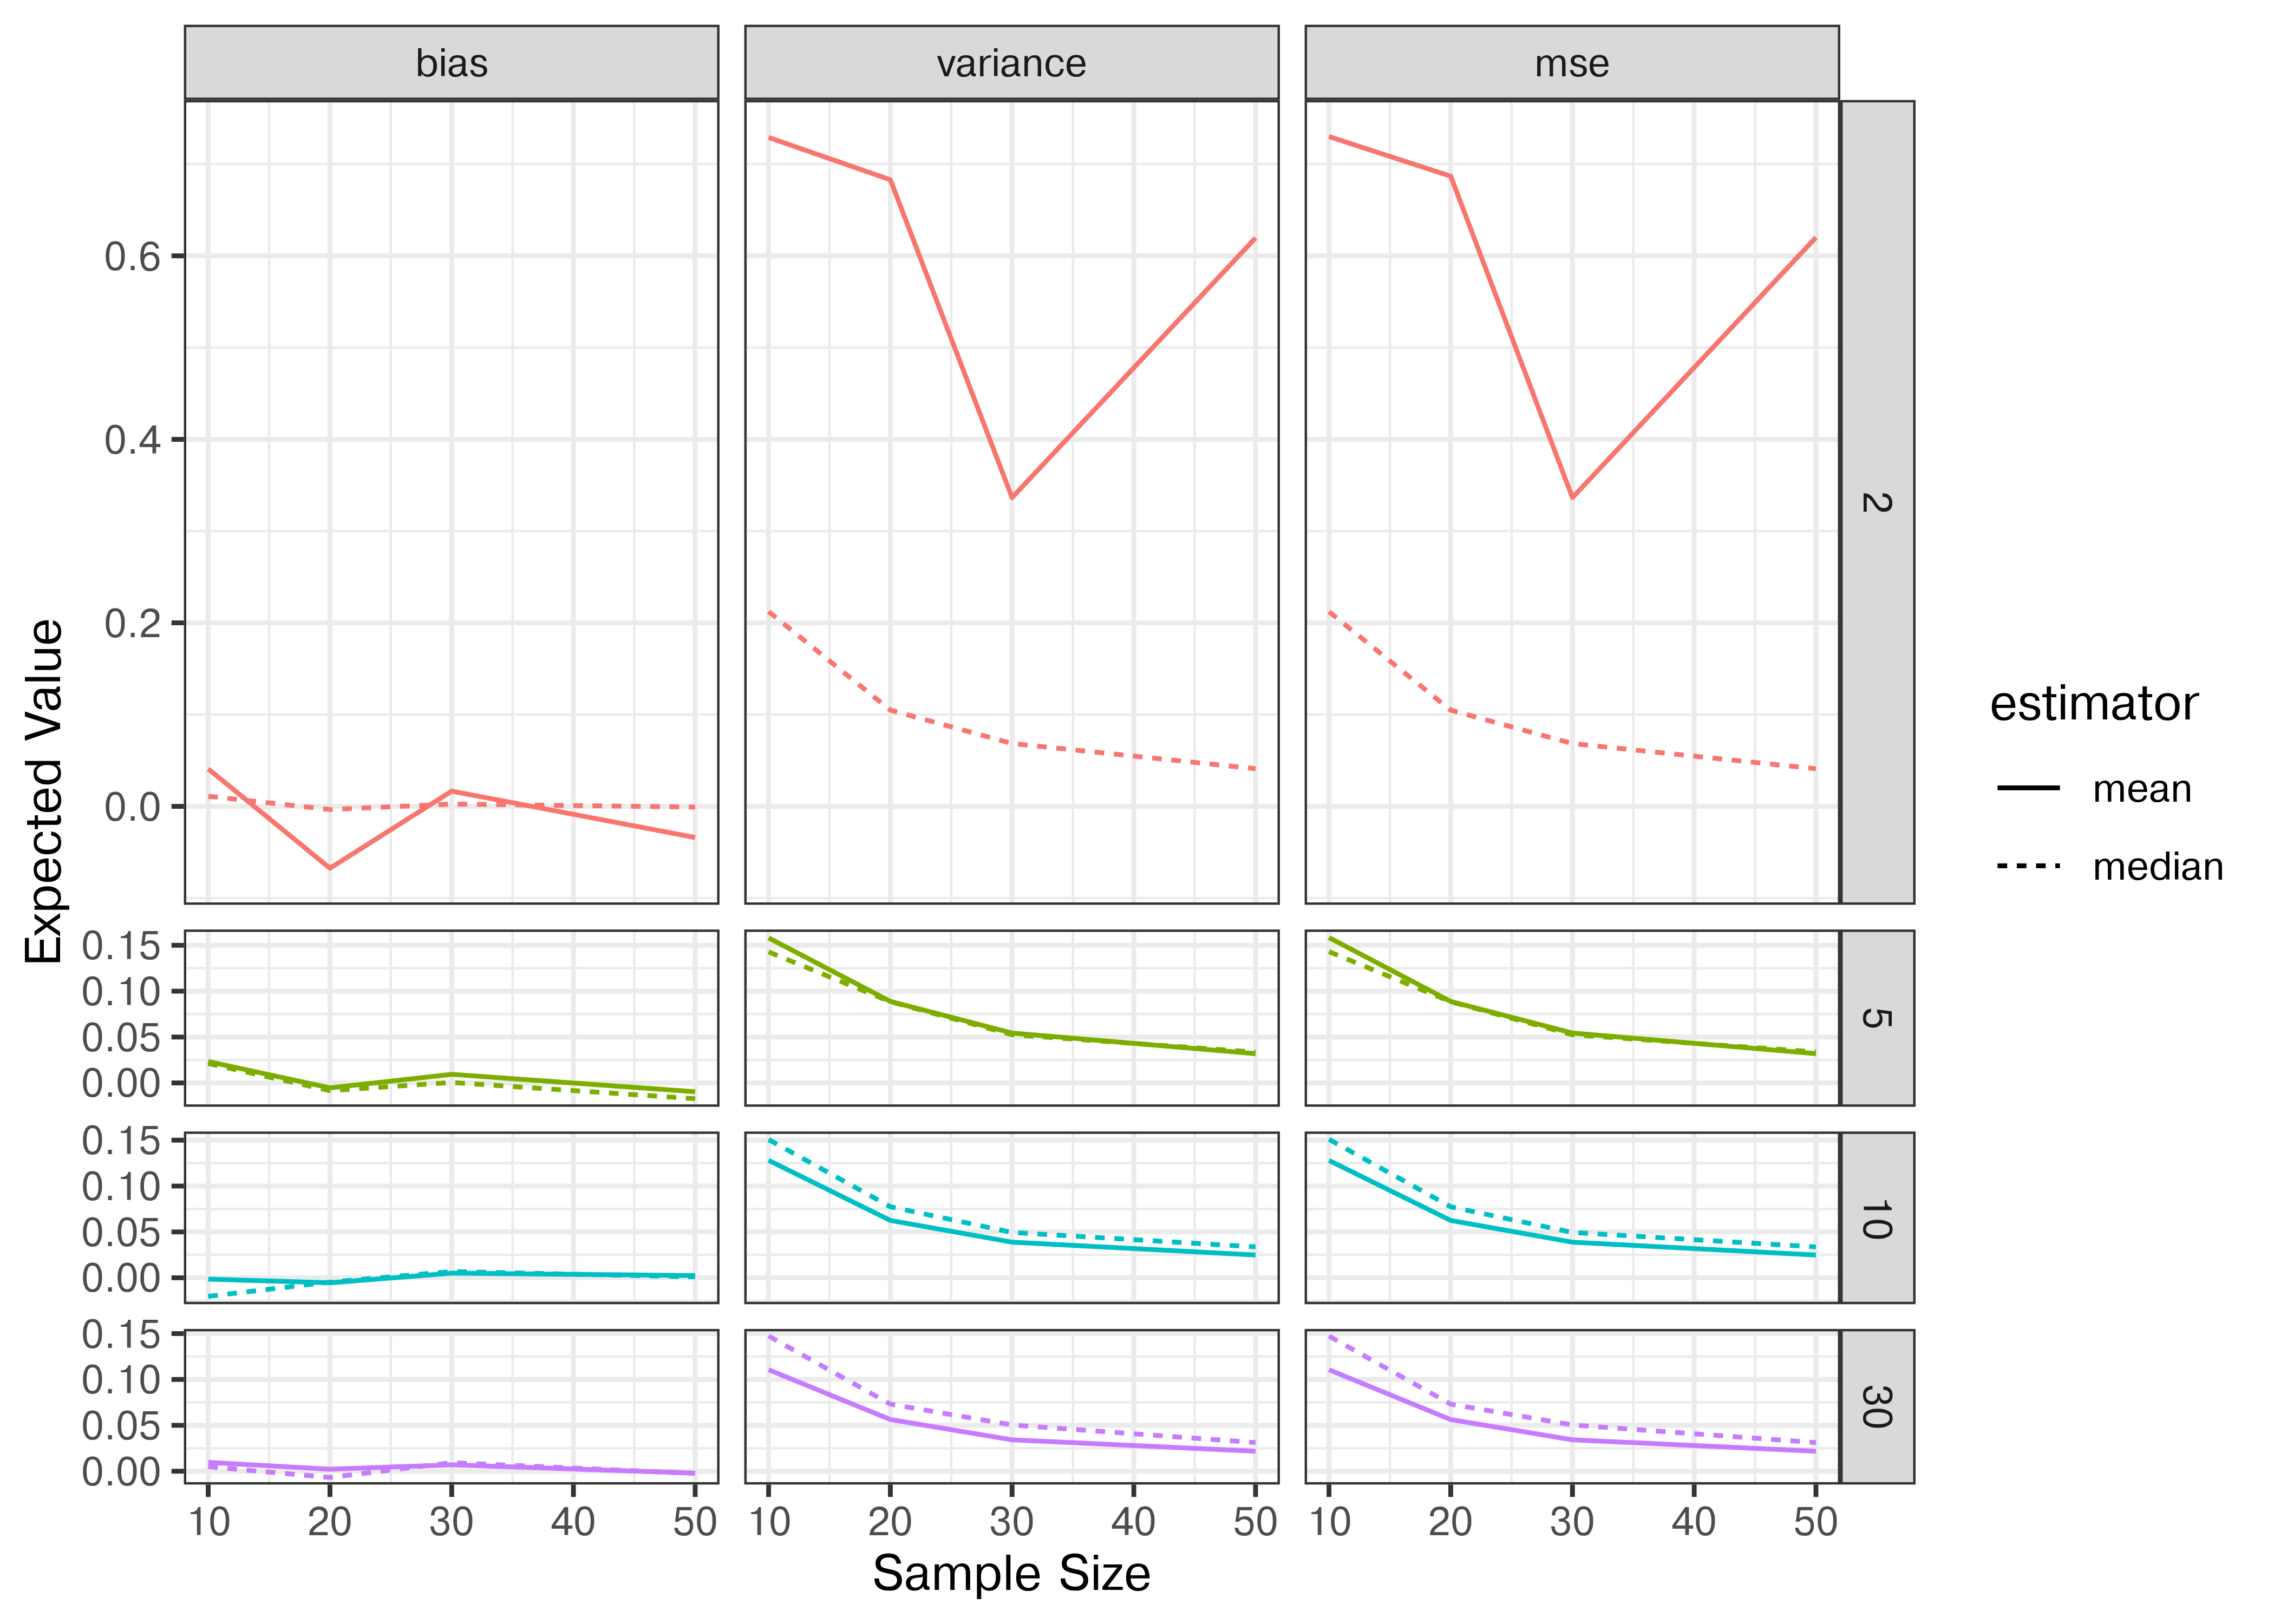 bias variance mse
0.6
0.4
0.2
0.0
2
0.15
0.10
0.05
0.00
5
0.15
0.10
0.05
0.00
10
0.15
0.10
0.05
0.00
30
10 20 30 40 50 10 20 30 40 50 10 20 30 40 50
Sample Size
Expected Value
estimator
mean
median